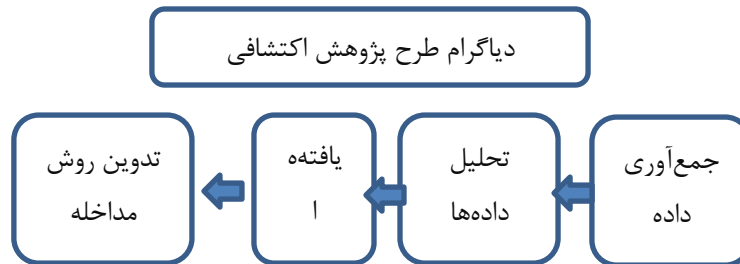 دیاگرام طرح پژوهش اکتشافی
جمع‌آوری
داده
تحلیل
داده‌ها
یافته‌ه
ا
تدوین روش
مداخله